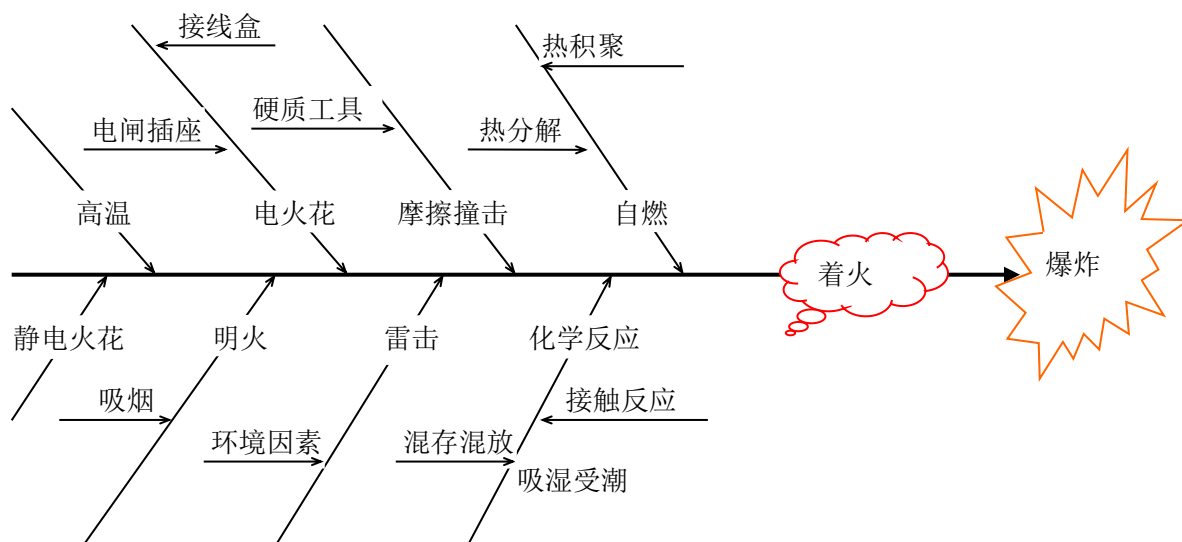 接线盒
热积聚
硬质工具
电闸插座
热分解
高温
电火花
摩擦撞击
自燃
着火
爆炸
静电火花
明火
雷击
化学反应
吸烟
接触反应
环境因素
混存混放
吸湿受潮